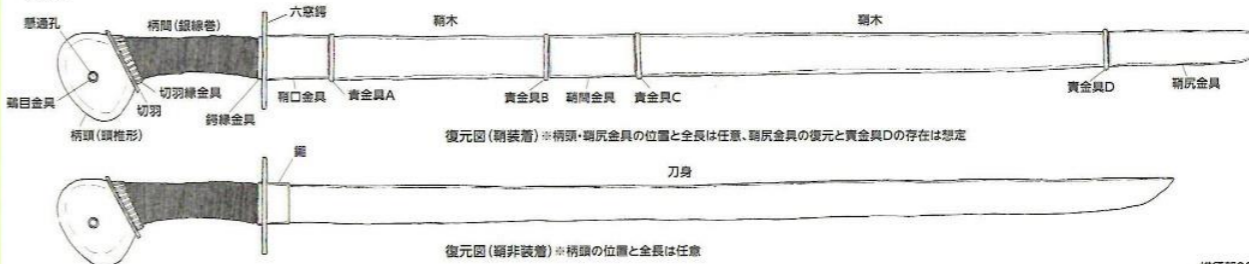 懸通孔
柄間（銀線巻）
六窓鍔
鞘木
鞘木
鵐目金具
切羽縁金具
切羽
柄頭（頭椎形）
鍔縁金具
鞘口金具
責金具A
責金具B
鞘間金具
責金具C
責金具D
鞘尻金具
復元図（鞘装着）※柄頭・鞘尻金具の位置と全長は任意、鞘尻金具の復元と責金具Dの存在は想定
刀身
復元図（鞘非装着）※柄頭の位置と全長は任意